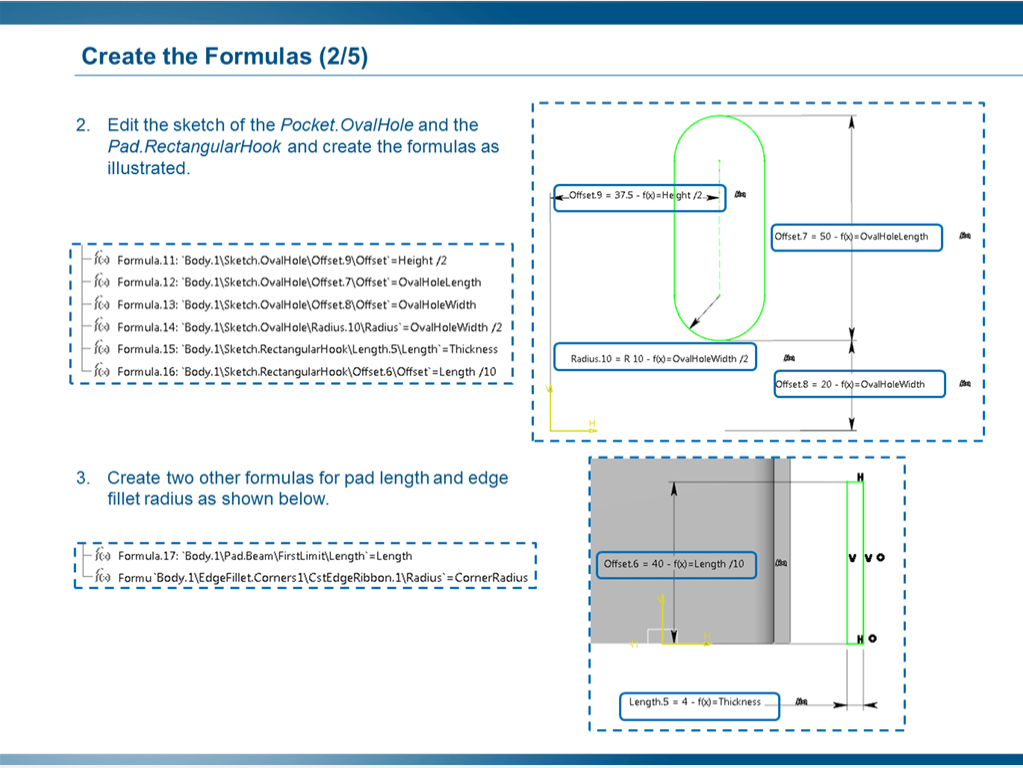 Create the Formulas (2/5)
2. Edit the sketch of the Pocket.OvalHole and the
Pad.RectangularHook and create the formulas as
illustrated.
f(x) Formula.11: `Body.1\Sketch.OvalHole\Offset.9\Offset`=Height /2
f(x) Formula.12: `Body.1\Sketch.OvalHole\Offset.7\Offset`=OvalHoleLength
f(x) Formula.13: `Body.1\Sketch.OvalHole\Offset.8\Offset`=OvalHoleWidth
f(x) Formula.14: `Body.1\Sketch.OvalHole\Radius.10\Radius`=OvalHoleWidth /2
f(x) Formula.15: `Body.1\Sketch.RectangularHook\Length.5\Length`=Thickness
f(x) Formula.16: `Body.1\Sketch.RectangularHook\Offset.6\Offset`=Length /10
Offset.9 = 37.5 - f(x)=Height /2
Offset.7 = 50 - f(x)=OvalHoleLength
Radius.10 = R 10 - f(x)=OvalHoleWidth /2
Offset.8 = 20 - f(x)=OvalHoleWidth
V
H
3. Create two other formulas for pad length and edge
fillet radius as shown below.
f(x) Formula.17: `Body.1\Pad.Beam\FirstLimit\Length`=Length
f(x) Formu`Body.1\EdgeFillet.Corners1\CstEdgeRibbon.1\Radius`=CornerRadius
H
Offset.6 = 40 - f(x)=Length /10
V V O
V
H
H O
Length.5 = 4 - f(x)=Thickness